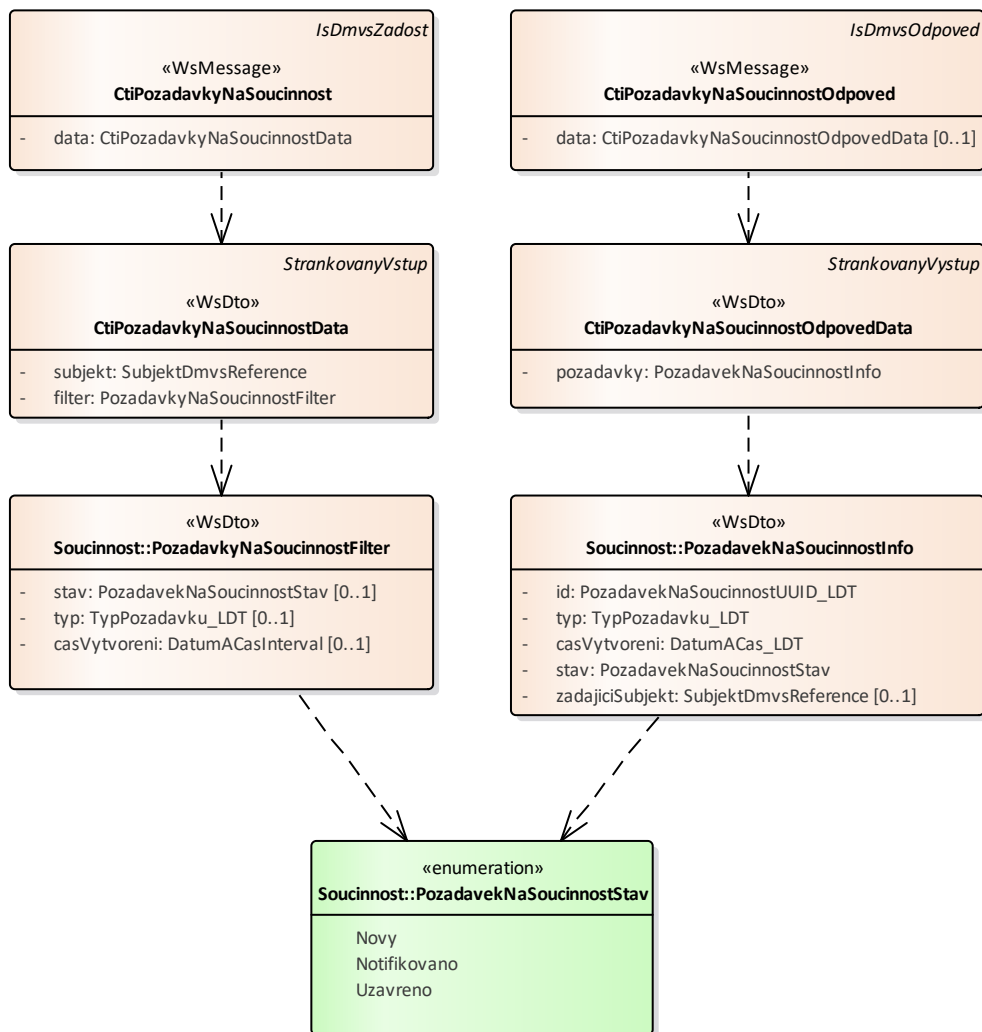 IsDmvsZadost
«WsMessage»
CtiPozadavkyNaSoucinnost
- data: CtiPozadavkyNaSoucinnostData
IsDmvsOdpoved
«WsMessage»
CtiPozadavkyNaSoucinnostOdpoved
- data: CtiPozadavkyNaSoucinnostOdpovedData [0..1]
StrankovanyVstup
«WsDto»
CtiPozadavkyNaSoucinnostData
- subjekt: SubjektDmvsReference
- filter: PozadavkyNaSoucinnostFilter
StrankovanyVystup
«WsDto»
CtiPozadavkyNaSoucinnostOdpovedData
- pozadavky: PozadavekNaSoucinnostInfo
«WsDto»
Soucinnost::PozadavkyNaSoucinnostFilter
- stav: PozadavekNaSoucinnostStav [0..1]
- typ: TypPozadavku_LDT [0..1]
- casVytvoreni: DatumACasInterval [0..1]
«WsDto»
Soucinnost::PozadavekNaSoucinnostInfo
- id: PozadavekNaSoucinnostUUID_LDT
- typ: TypPozadavku_LDT
- casVytvoreni: DatumACas_LDT
- stav: PozadavekNaSoucinnostStav
- zadajiciSubjekt: SubjektDmvsReference [0..1]
«enumeration»
Soucinnost::PozadavekNaSoucinnostStav
Novy
Notifikovano
Uzavreno